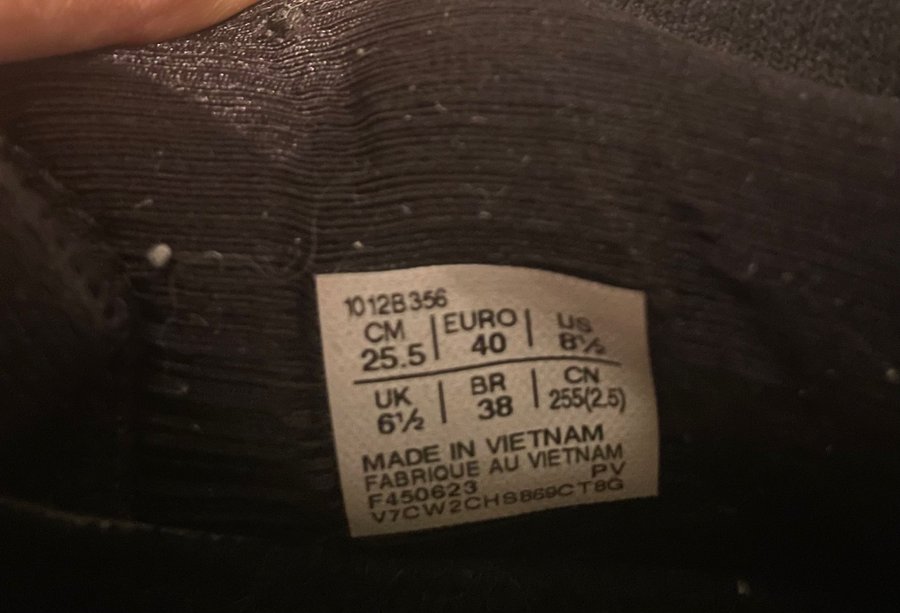 1012B356
CM | EURO | US
25.5 | 40 | 8½
UK | BR | CN
6½ | 38 | 255(2.5)
MADE IN VIETNAM
FABRIQUE AU VIETNAM
F450623 PV
V7CW2CHS869CT8G